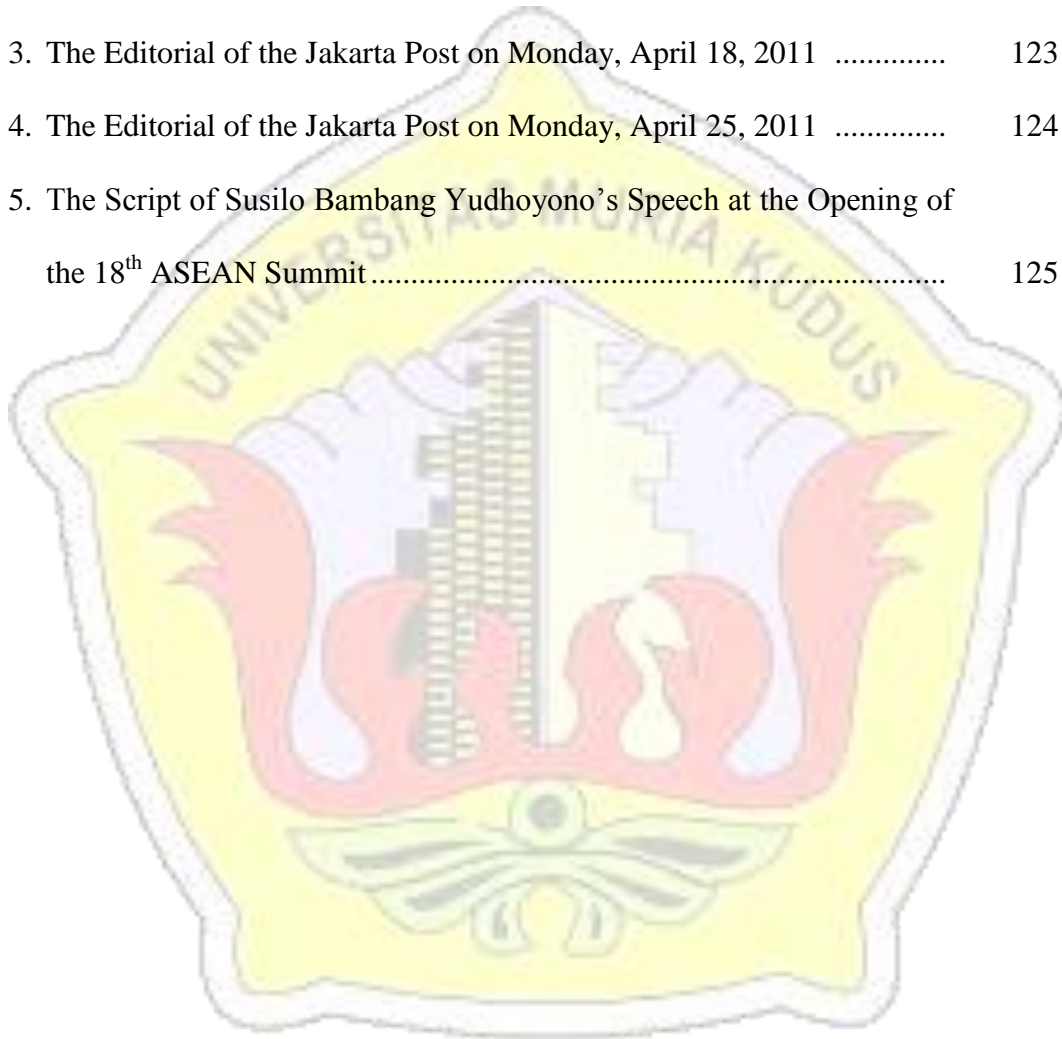 3. The Editorial of the Jakarta Post on Monday, April 18, 2011 .............. 123
4. The Editorial of the Jakarta Post on Monday, April 25, 2011 .............. 124
5. The Script of Susilo Bambang Yudhoyono’s Speech at the Opening of
the 18th ASEAN Summit ........................................................................ 125
UNIVERSITAS MURIA KUDUS